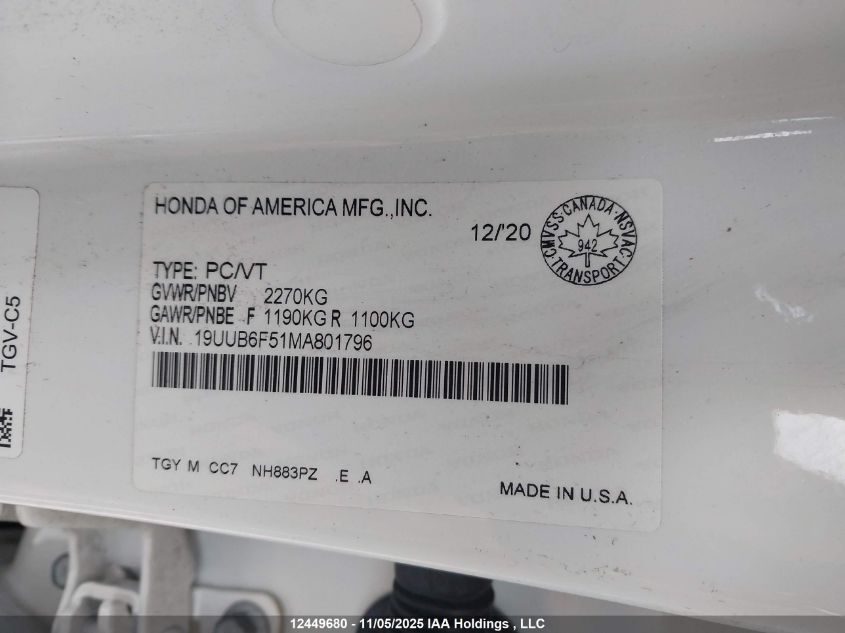 TGV-C5
HONDA OF AMERICA MFG.,INC.
12/'20
CMVSS CANADA-NSVAC
942
TRANSPORT
TYPE: PC/VT
GVWR/PNBV 2270KG
GAWR/PNBE F 1190KG R 1100KG
V.I.N. 19UUB6F51MA801796
TGY M CC7 NH883PZ .E .A
MADE IN U.S.A.
12449680 - 11/05/2025 IAA Holdings , LLC